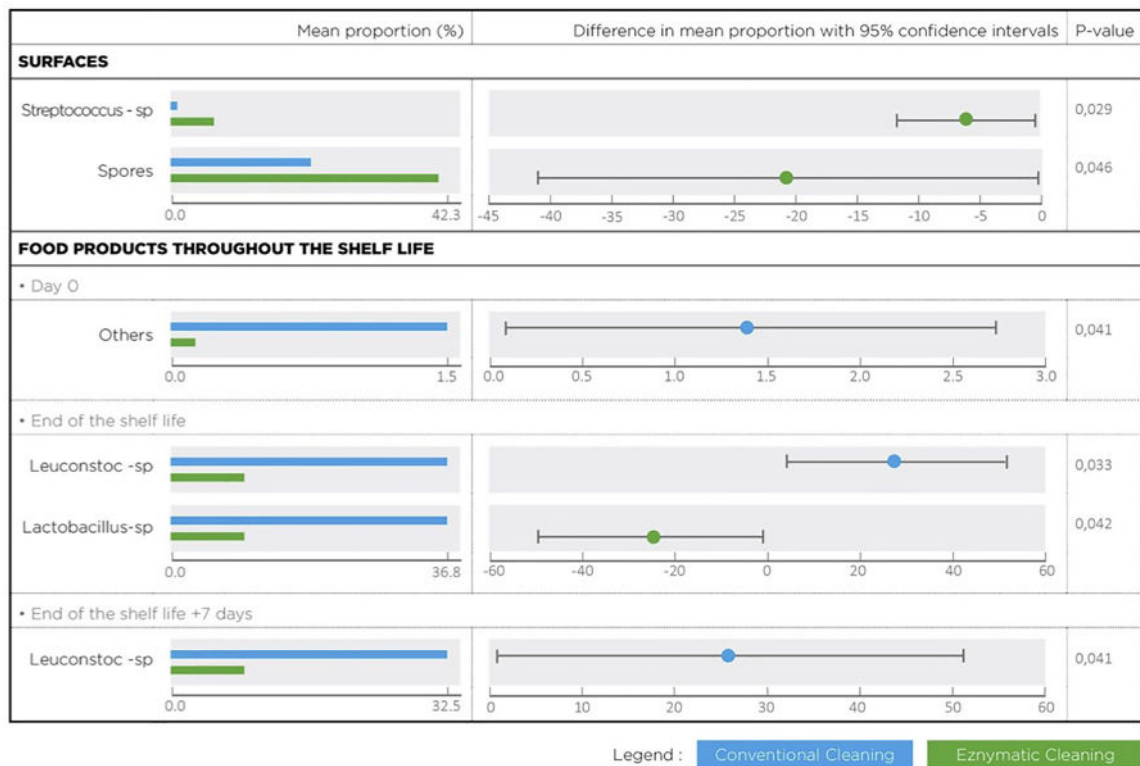 Mean proportion (%) Difference in mean proportion with 95% confidence intervals P-value
SURFACES
Streptococcus - sp 0,029
Spores 0,046
0.0 42.3 -45 -40 -35 -30 -25 -20 -15 -10 -5 0
FOOD PRODUCTS THROUGHOUT THE SHELF LIFE
• Day 0
Others 0,041
0.0 1.5 0.0 0.5 1.0 1.5 2.0 2.5 3.0
• End of the shelf life
Leuconstoc -sp 0,033
Lactobacillus-sp 0,042
0.0 36.8 -60 -40 -20 0 20 40 60
• End of the shelf life +7 days
Leuconstoc -sp 0,041
0.0 32.5 0 10 20 30 40 50 60
Legend : Conventional Cleaning Eznymatic Cleaning